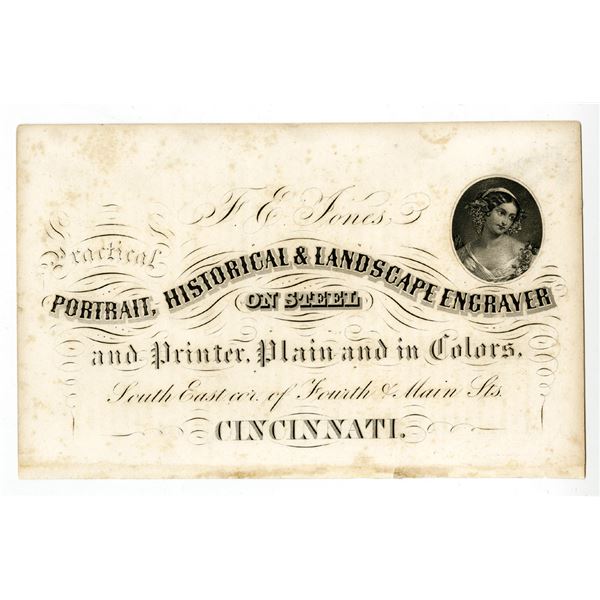 F. E. Jones,
Practical
PORTRAIT, HISTORICAL & LANDSCAPE ENGRAVER
ON STEEL
and Printer, Plain and in Colors,
South East cor. of Fourth & Main Sts.
CINCINNATI.